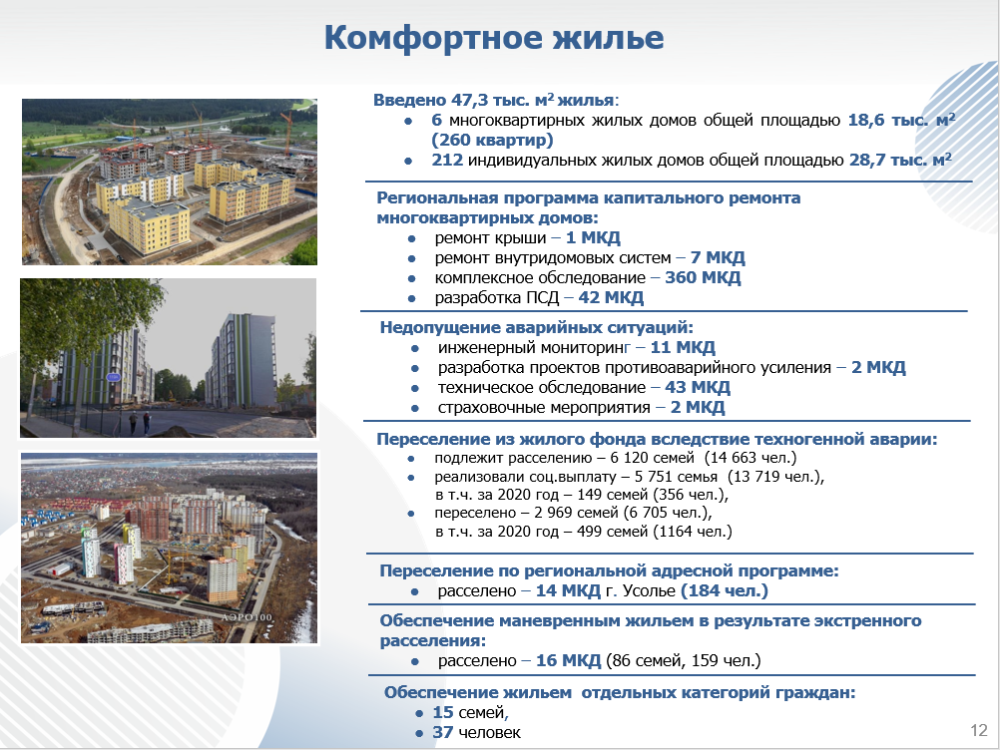 Комфортное жилье
Введено 47,3 тыс. м² жилья:
● 6 многоквартирных жилых домов общей площадью 18,6 тыс. м²
(260 квартир)
● 212 индивидуальных жилых домов общей площадью 28,7 тыс. м²
Региональная программа капитального ремонта
многоквартирных домов:
● ремонт крыши – 1 МКД
● ремонт внутридомовых систем – 7 МКД
● комплексное обследование – 360 МКД
● разработка ПСД – 42 МКД
Недопущение аварийных ситуаций:
● инженерный мониторинг – 11 МКД
● разработка проектов противоаварийного усиления – 2 МКД
● техническое обследование – 43 МКД
● страховочные мероприятия – 2 МКД
Переселение из жилого фонда вследствие техногенной аварии:
● подлежит расселению – 6 120 семей (14 663 чел.)
● реализовали соц.выплату – 5 751 семья (13 719 чел.),
в т.ч. за 2020 год – 149 семей (356 чел.),
● переселено – 2 969 семей (6 705 чел.),
в т.ч. за 2020 год – 499 семей (1164 чел.)
Переселение по региональной адресной программе:
● расселено – 14 МКД г. Усолье (184 чел.)
Обеспечение маневренным жильем в результате экстренного
расселения:
● расселено – 16 МКД (86 семей, 159 чел.)
Обеспечение жильем отдельных категорий граждан:
● 15 семей,
● 37 человек
АЭРО100
12